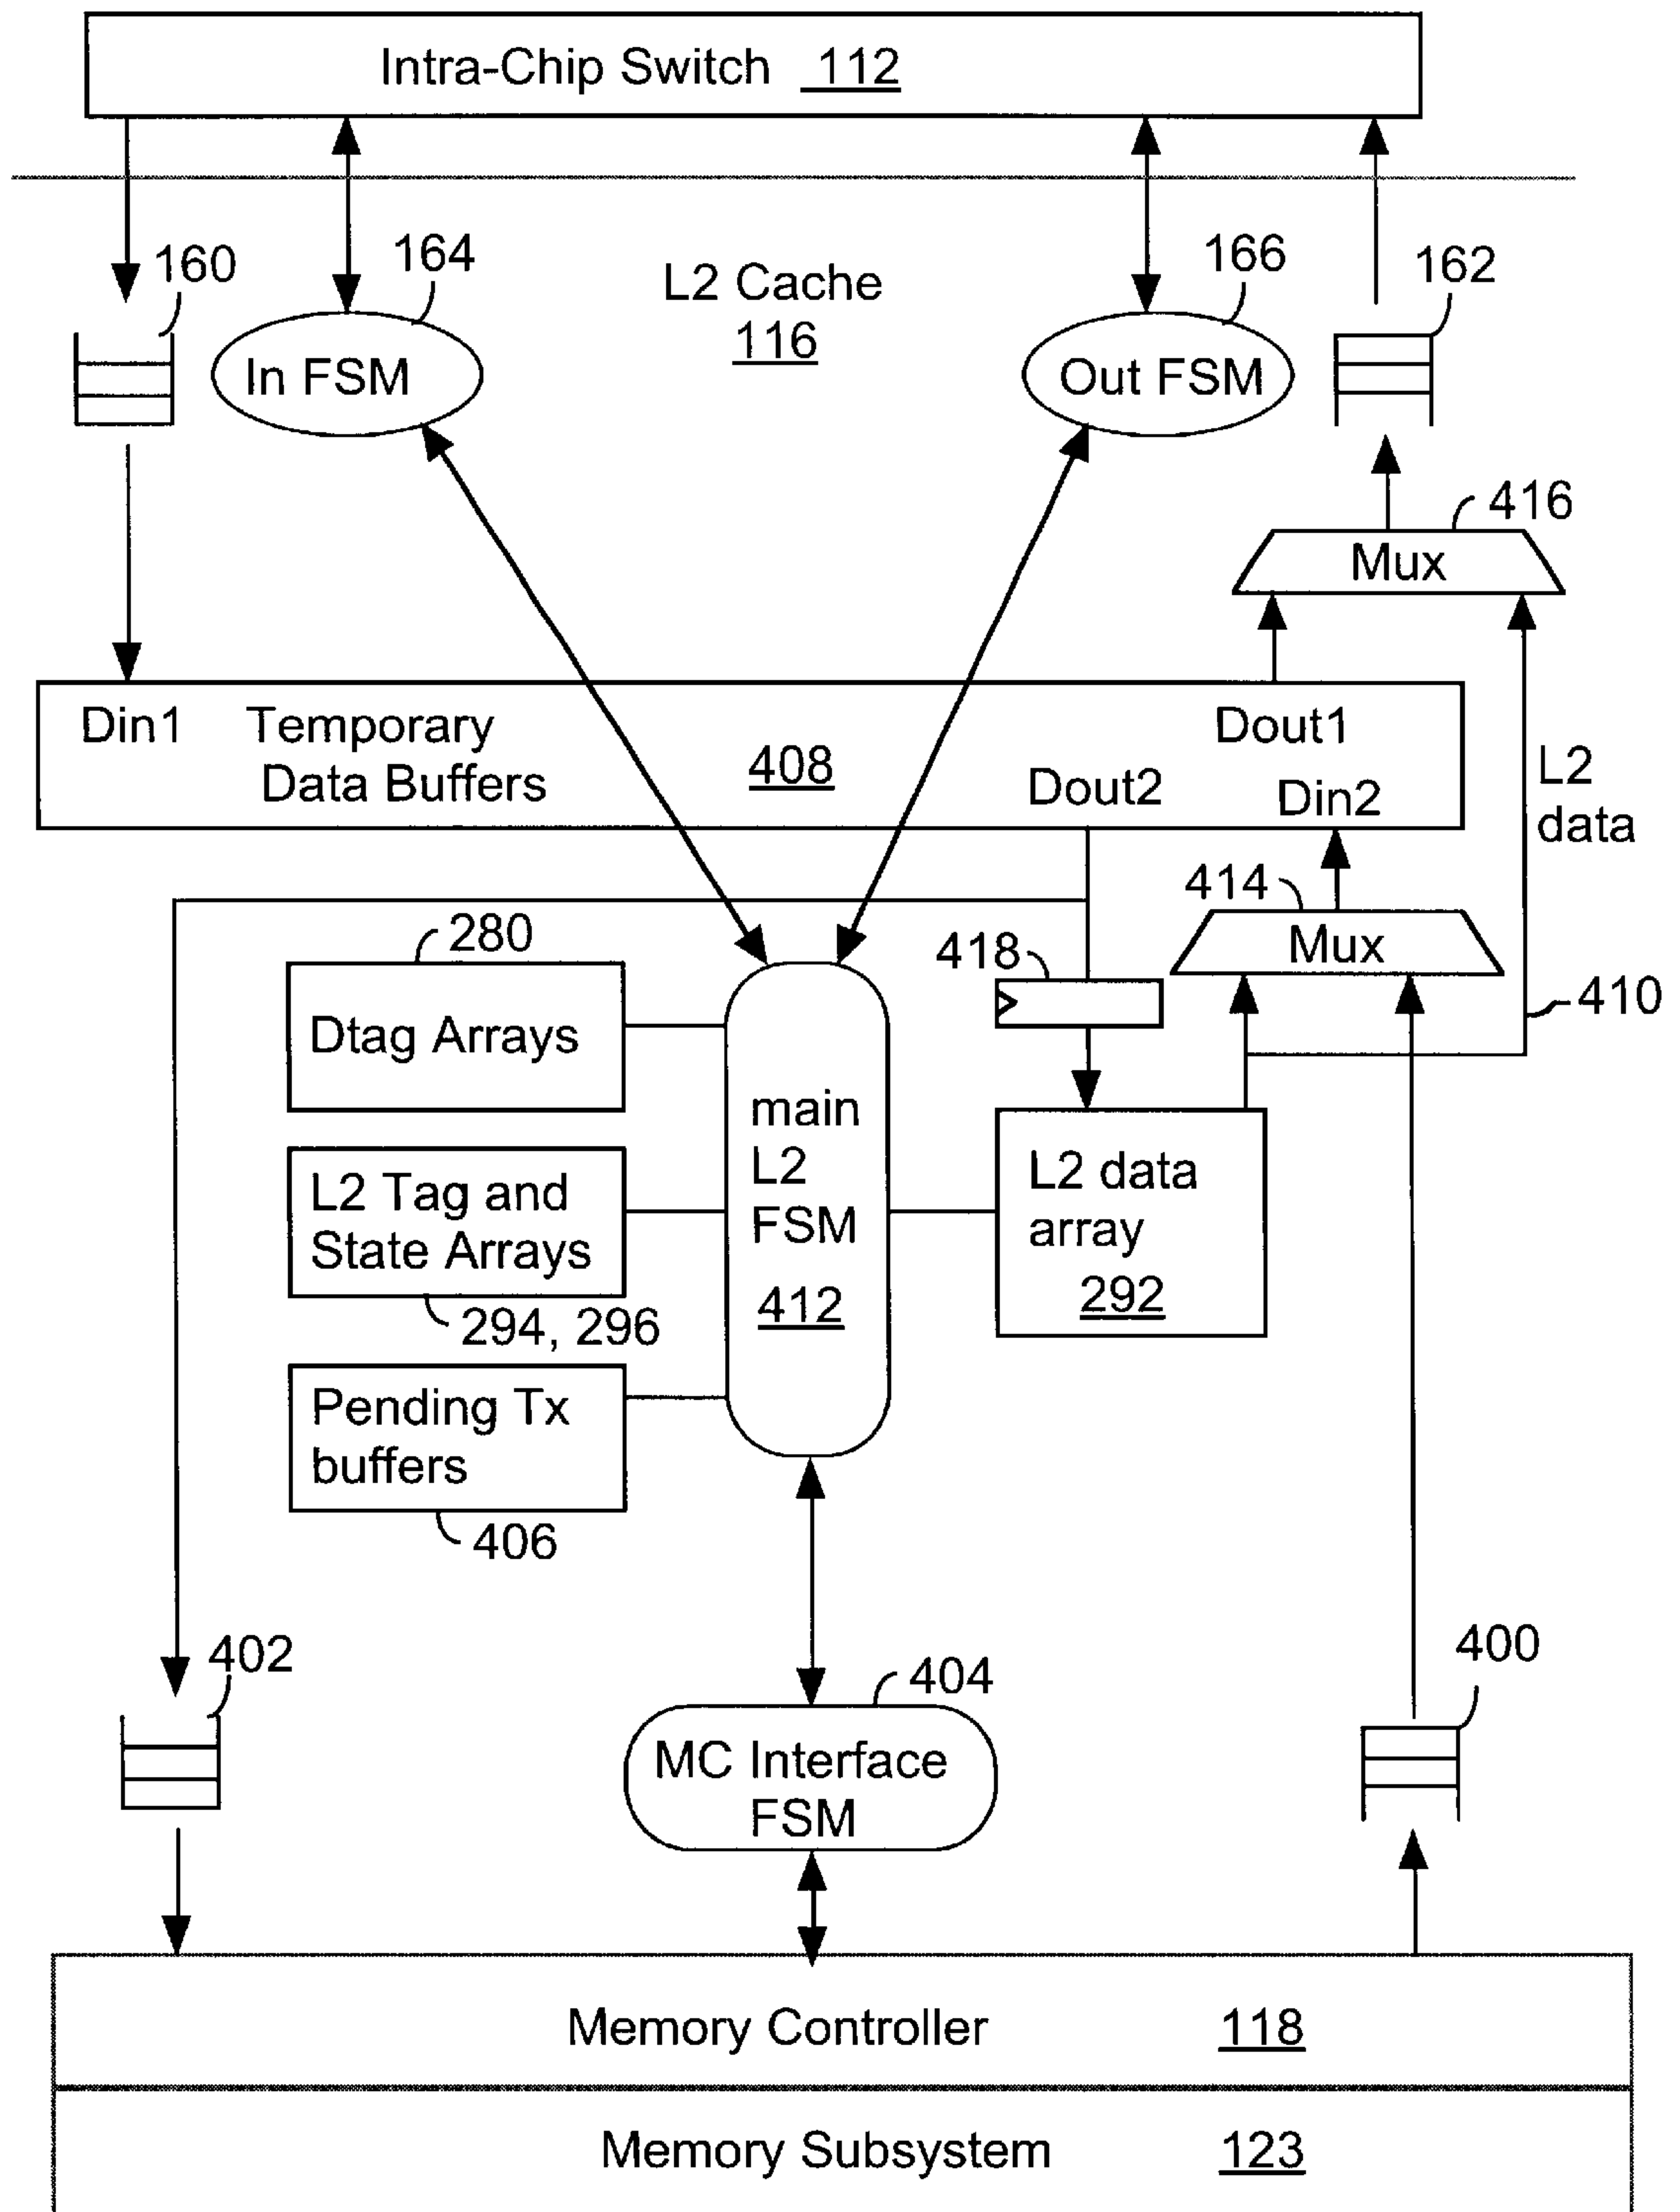 Intra-Chip Switch 112
160
164
L2 Cache
116
166
162
In FSM
Out FSM
416
Mux
Din1 Temporary
Data Buffers
408
Dout1
Dout2
Din2
L2
data
414
Mux
280
418
410
Dtag Arrays
main
L2
FSM
412
L2 data
array
292
L2 Tag and
State Arrays
294, 296
Pending Tx
buffers
406
402
404
400
MC Interface
FSM
Memory Controller 118
Memory Subsystem 123